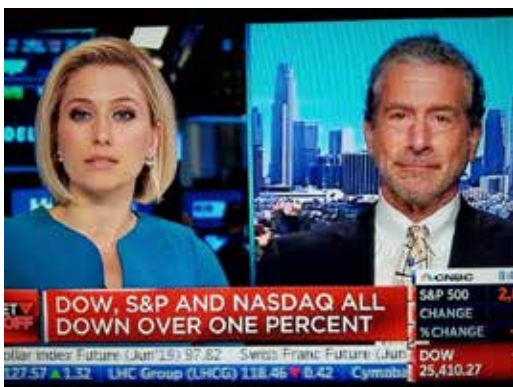 DOW, S&P AND NASDAQ ALL
DOWN OVER ONE PERCENT
CNBC
S&P 500 2,
CHANGE
% CHANGE
DOW
25,410.27
ollar Index Future (Jun'19) 97.82 Swiss Franc Future (Jun
127.57 ▲ 1.32 LHC Group (LHCG) 118.46 ▼ 0.42 Cymaba